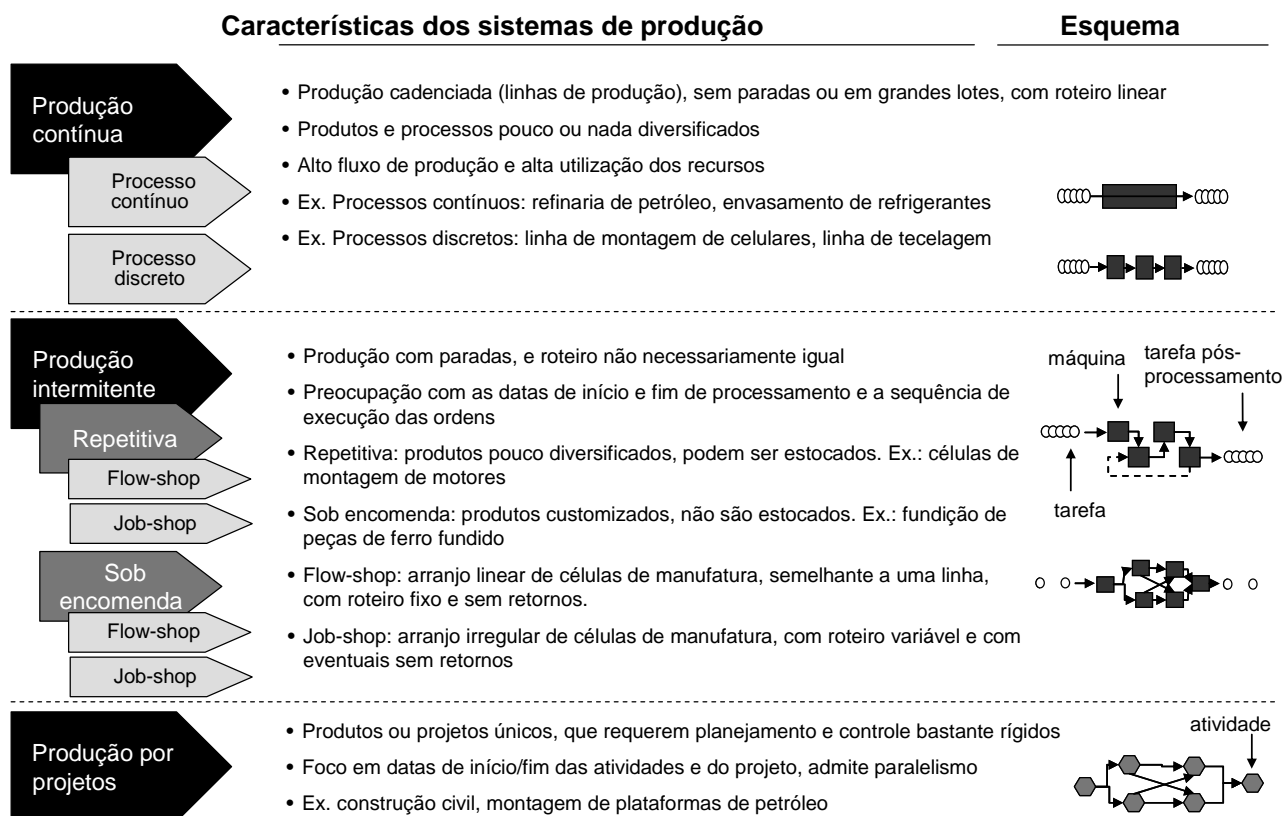 Características dos sistemas de produção
Esquema
Produção
contínua
Processo
contínuo
Processo
discreto
• Produção cadenciada (linhas de produção), sem paradas ou em grandes lotes, com roteiro linear
• Produtos e processos pouco ou nada diversificados
• Alto fluxo de produção e alta utilização dos recursos
• Ex. Processos contínuos: refinaria de petróleo, envasamento de refrigerantes
• Ex. Processos discretos: linha de montagem de celulares, linha de tecelagem
Produção
intermitente
Repetitiva
Flow-shop
Job-shop
Sob
encomenda
Flow-shop
Job-shop
• Produção com paradas, e roteiro não necessariamente igual
• Preocupação com as datas de início e fim de processamento e a sequência de
execução das ordens
• Repetitiva: produtos pouco diversificados, podem ser estocados. Ex.: células de
montagem de motores
• Sob encomenda: produtos customizados, não são estocados. Ex.: fundição de
peças de ferro fundido
• Flow-shop: arranjo linear de células de manufatura, semelhante a uma linha,
com roteiro fixo e sem retornos.
• Job-shop: arranjo irregular de células de manufatura, com roteiro variável e com
eventuais sem retornos
máquina
tarefa pós-
processamento
tarefa
Produção por
projetos
• Produtos ou projetos únicos, que requerem planejamento e controle bastante rígidos
• Foco em datas de início/fim das atividades e do projeto, admite paralelismo
• Ex. construção civil, montagem de plataformas de petróleo
atividade